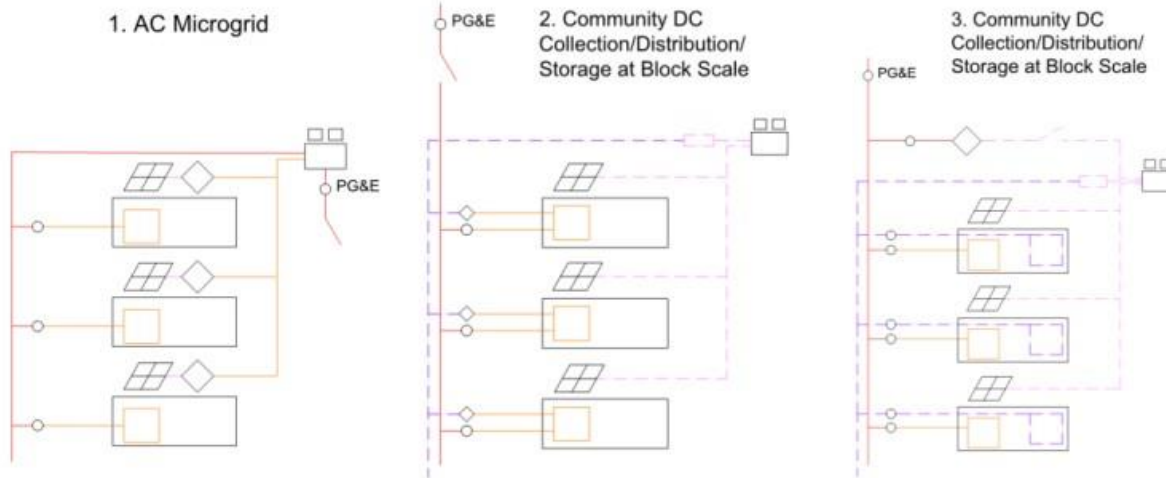 1. AC Microgrid
PG&E
PG&E
2. Community DC
Collection/Distribution/
Storage at Block Scale
PG&E
3. Community DC
Collection/Distribution/
Storage at Block Scale